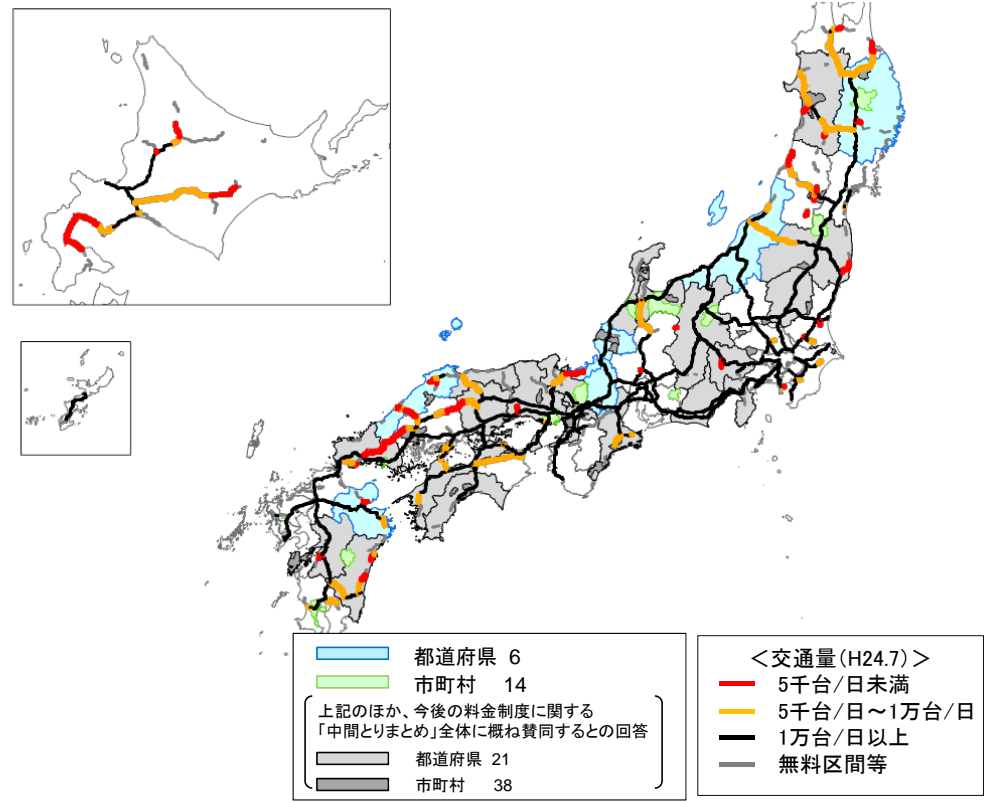 都道府県 6
市町村 14
上記のほか、今後の料金制度に関する
「中間とりまとめ」全体に概ね賛同するとの回答
都道府県 21
市町村 38
＜交通量(H24.7)＞
5千台/日未満
5千台/日～1万台/日
1万台/日以上
無料区間等